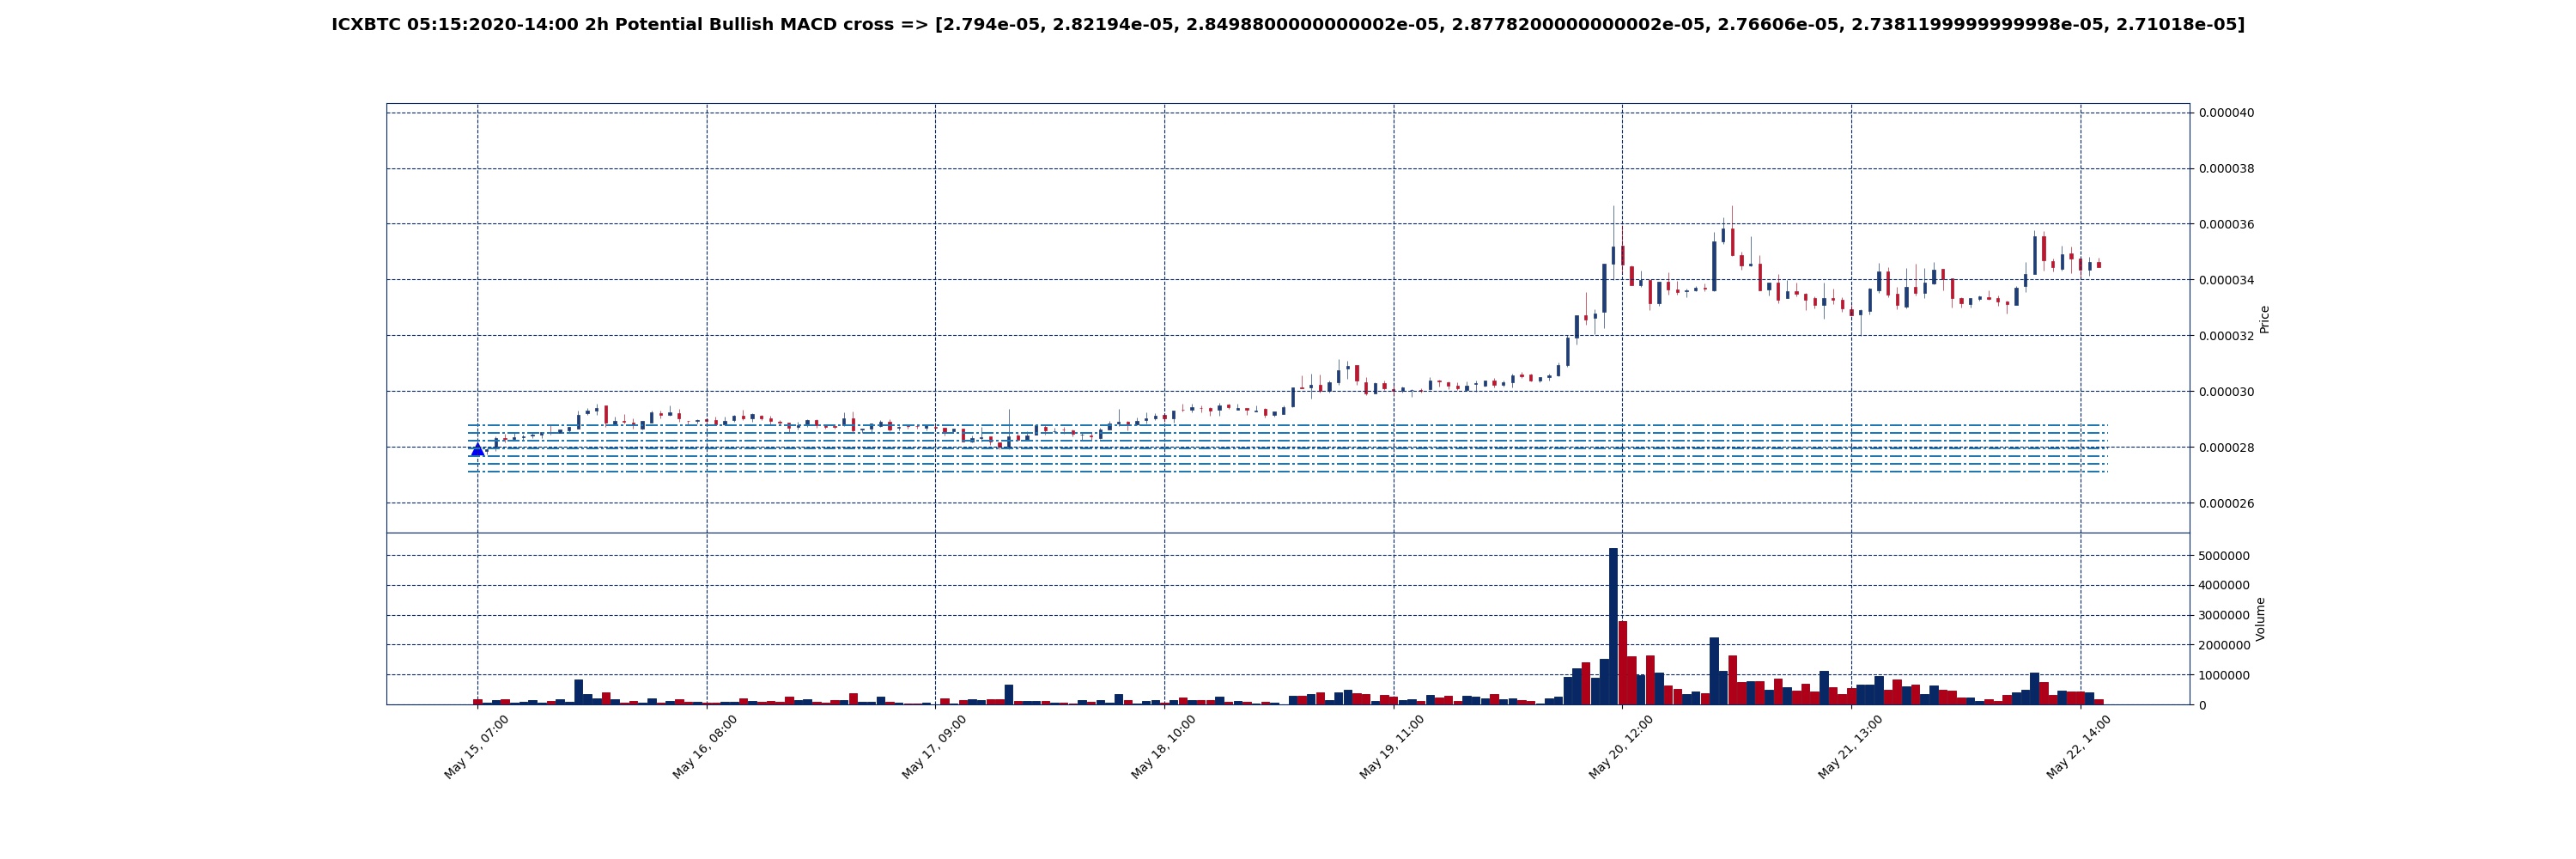 ICXBTC 05:15:2020-14:00 2h Potential Bullish MACD cross => [2.794e-05, 2.82194e-05, 2.8498800000000002e-05, 2.8778200000000002e-05, 2.76606e-05, 2.7381199999999998e-05, 2.71018e-05]
0.000040
0.000038
0.000036
0.000034
0.000032
0.000030
0.000028
0.000026
Price
5000000
4000000
3000000
2000000
1000000
0
Volume
May 15, 07:00
May 16, 08:00
May 17, 09:00
May 18, 10:00
May 19, 11:00
May 20, 12:00
May 21, 13:00
May 22, 14:00